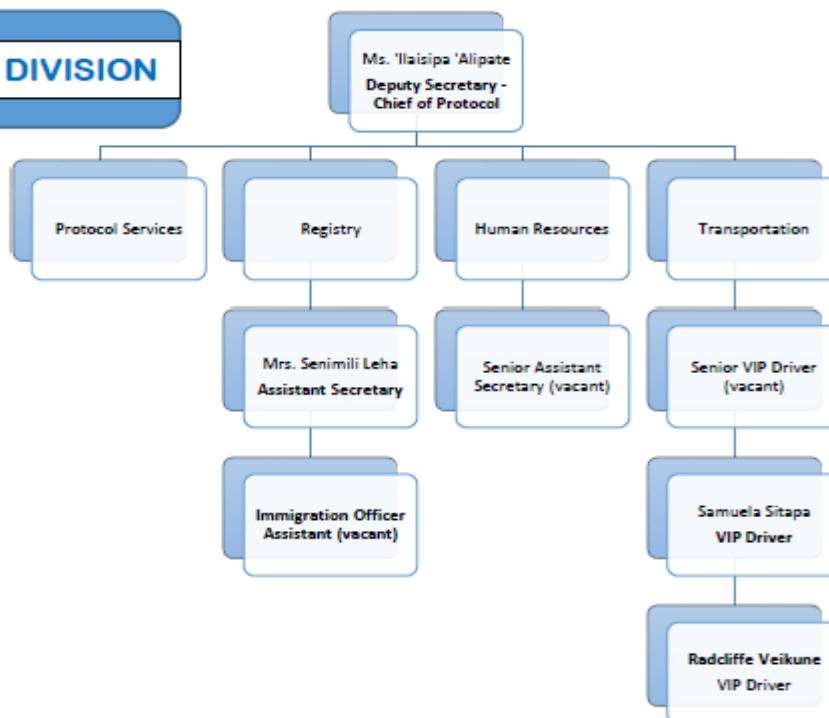 DIVISION
Ms. 'Ilaisipa 'Alipate
Deputy Secretary -
Chief of Protocol
Protocol Services
Registry
Human Resources
Transportation
Mrs. Senimili Leha
Assistant Secretary
Senior Assistant
Secretary (vacant)
Senior VIP Driver
(vacant)
Immigration Officer
Assistant (vacant)
Samuela Sitapa
VIP Driver
Radcliffe Veikune
VIP Driver